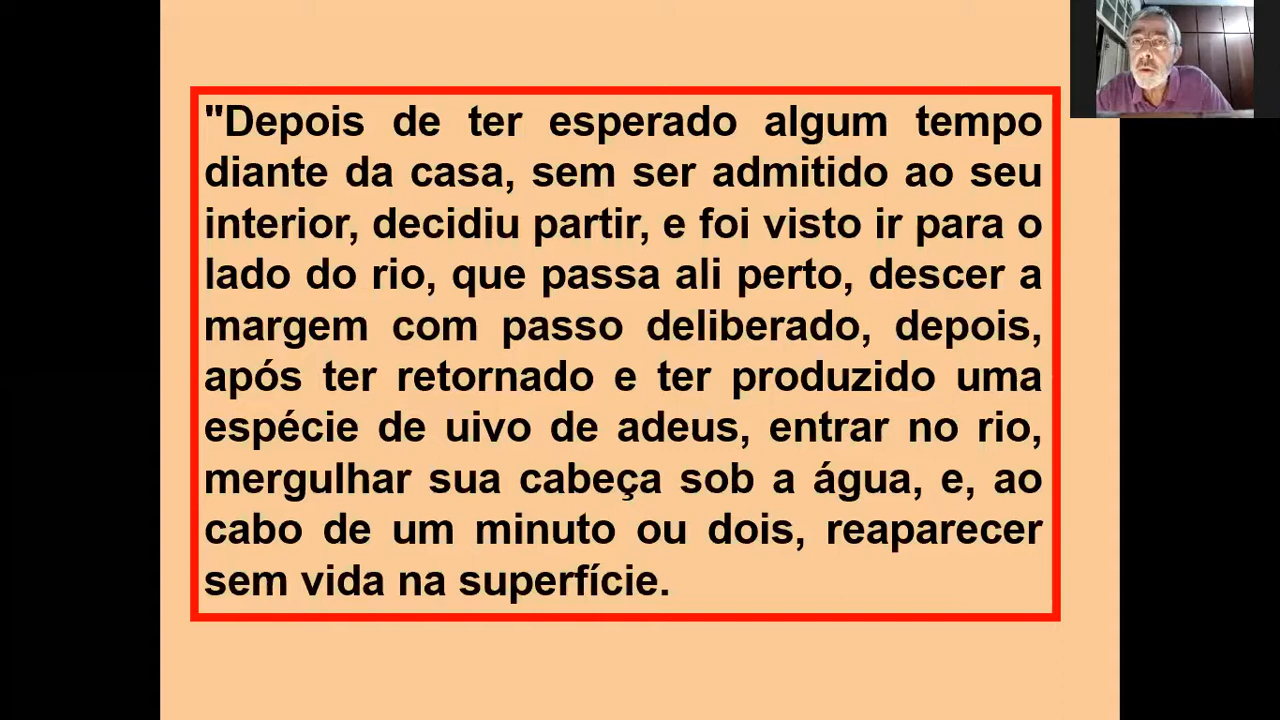 "Depois de ter esperado algum tempo
diante da casa, sem ser admitido ao seu
interior, decidiu partir, e foi visto ir para o
lado do rio, que passa ali perto, descer a
margem com passo deliberado, depois,
após ter retornado e ter produzido uma
espécie de uivo de adeus, entrar no rio,
mergulhar sua cabeça sob a água, e, ao
cabo de um minuto ou dois, reaparecer
sem vida na superfície.